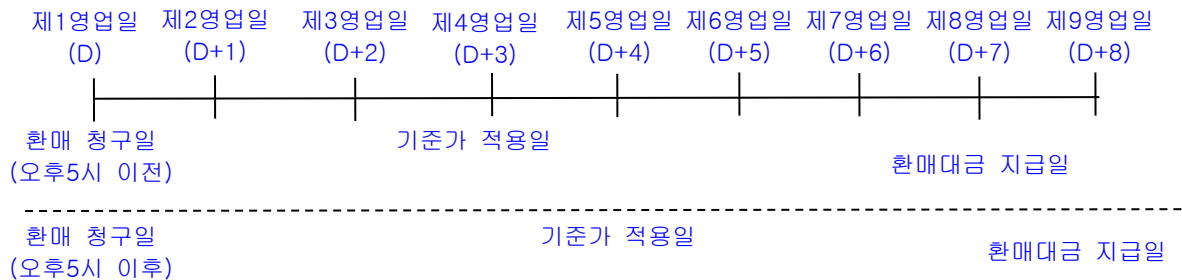 제1영업일 제2영업일 제3영업일 제4영업일 제5영업일 제6영업일 제7영업일 제8영업일 제9영업일
(D) (D+1) (D+2) (D+3) (D+4) (D+5) (D+6) (D+7) (D+8)
환매 청구일 기준가 적용일
(오후5시 이전) 환매대금 지급일
환매 청구일 기준가 적용일
(오후5시 이후) 환매대금 지급일